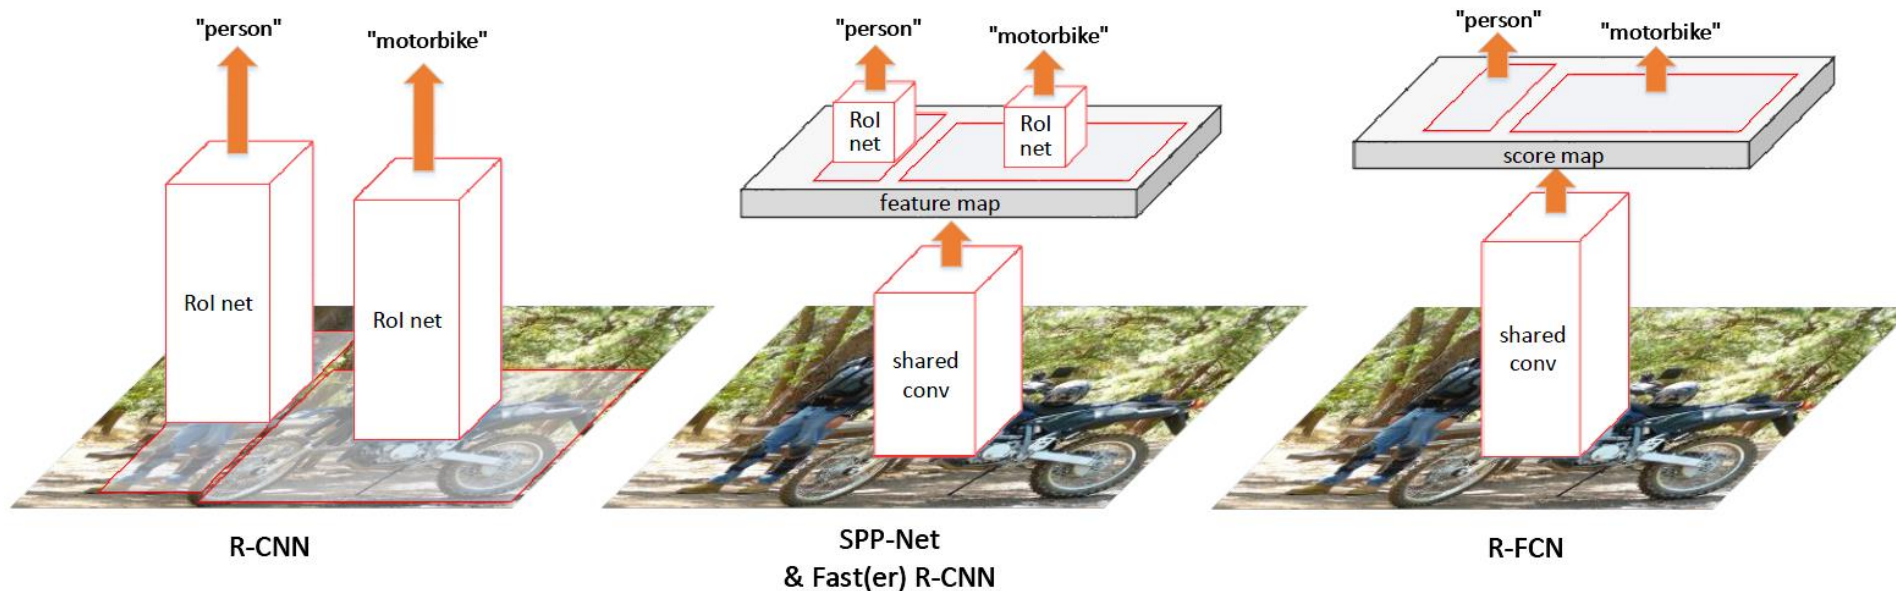 "person"
"motorbike"
RoI net
RoI net
R-CNN
"person"
"motorbike"
RoI
net
RoI
net
feature map
shared
conv
SPP-Net
& Fast(er) R-CNN
"person"
"motorbike"
score map
shared
conv
R-FCN